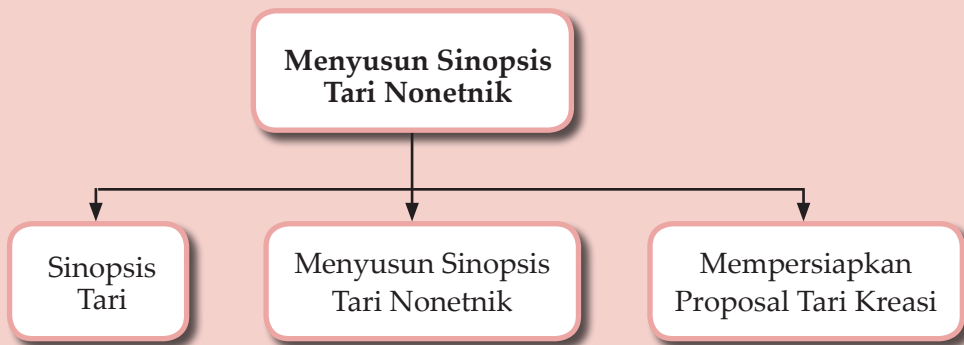 Menyusun Sinopsis
Tari Nonetnik
Sinopsis
Tari
Menyusun Sinopsis
Tari Nonetnik
Mempersiapkan
Proposal Tari Kreasi